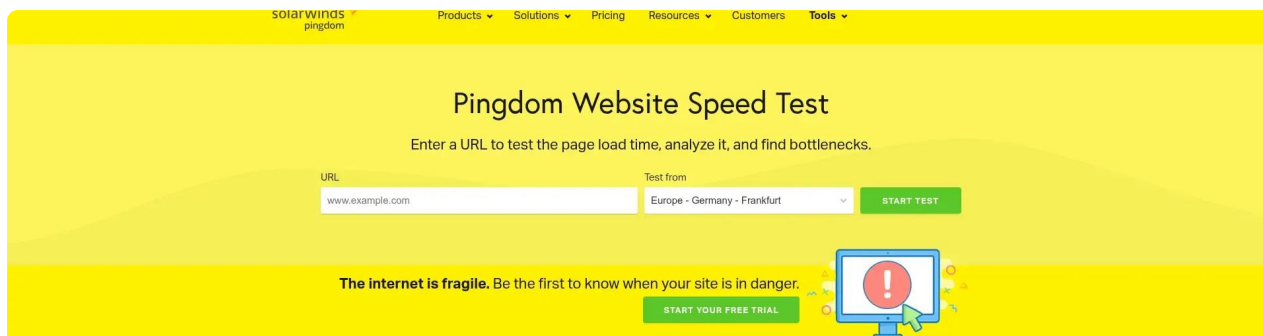 solarwinds
pingdom
Products Solutions Pricing Resources Customers Tools
Pingdom Website Speed Test
Enter a URL to test the page load time, analyze it, and find bottlenecks.
URL Test from
www.example.com Europe - Germany - Frankfurt START TEST
The internet is fragile. Be the first to know when your site is in danger.
START YOUR FREE TRIAL
!